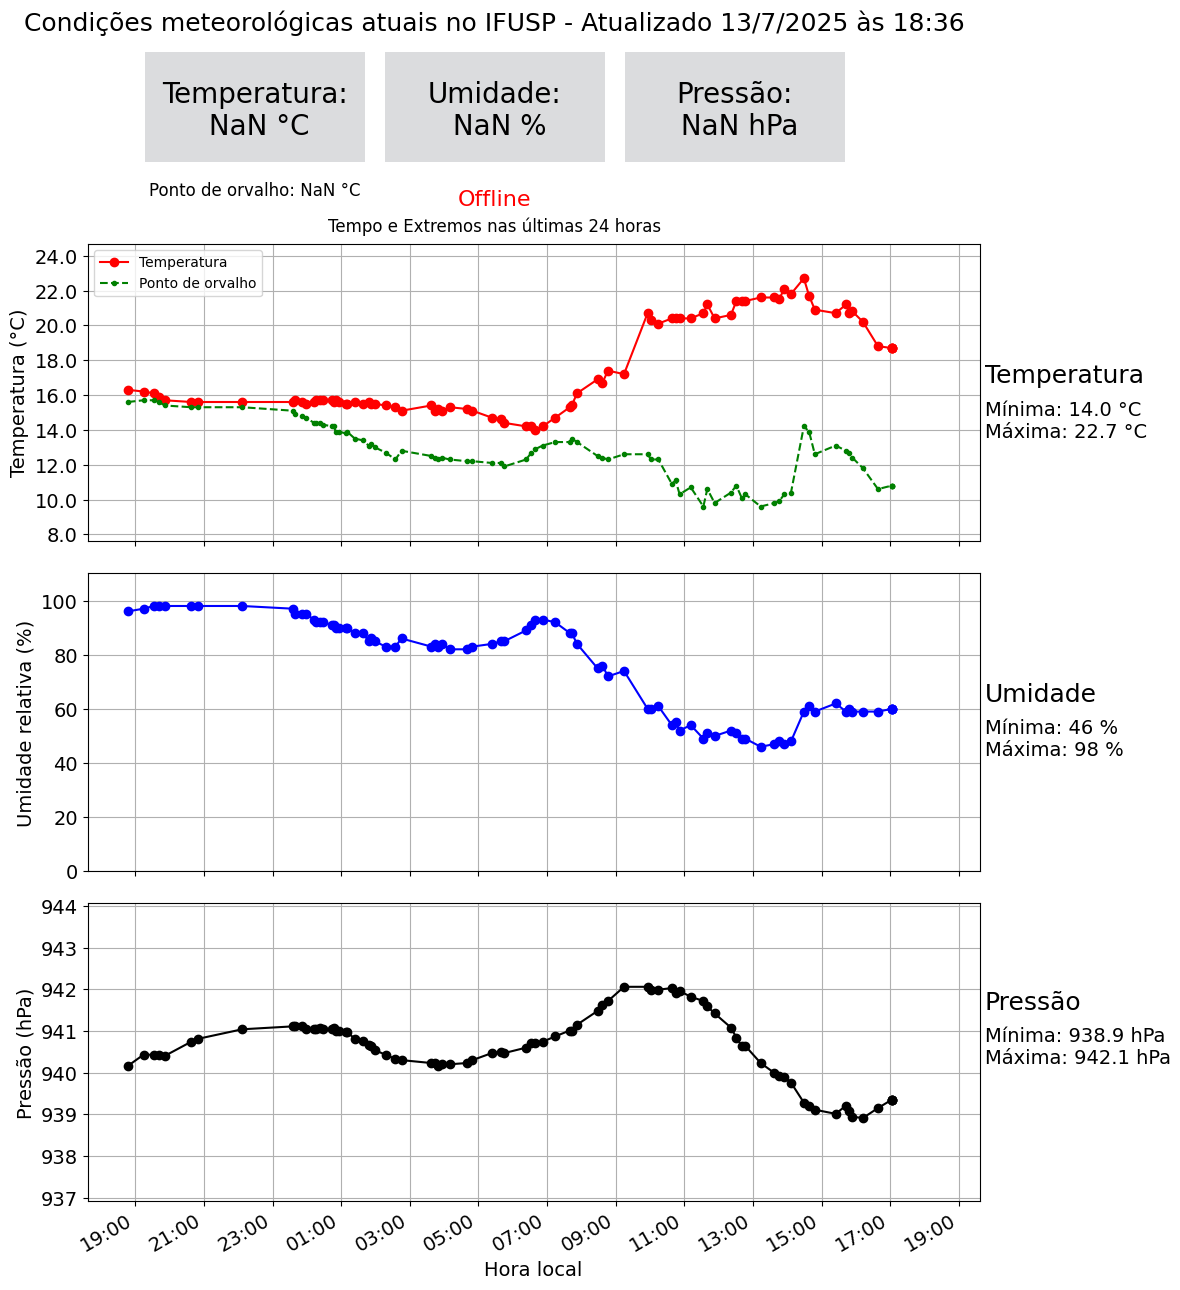 Condições meteorológicas atuais no IFUSP - Atualizado 13/7/2025 às 18:36
Temperatura:
NaN °C
Umidade:
NaN %
Pressão:
NaN hPa
Ponto de orvalho: NaN °C
Offline
Tempo e Extremos nas últimas 24 horas
Temperatura
Ponto de orvalho
Temperatura (°C)
24.0
22.0
20.0
18.0
16.0
14.0
12.0
10.0
8.0
Temperatura
Mínima: 14.0 °C
Máxima: 22.7 °C
Umidade relativa (%)
100
80
60
40
20
0
Umidade
Mínima: 46 %
Máxima: 98 %
Pressão (hPa)
944
943
942
941
940
939
938
937
Pressão
Mínima: 938.9 hPa
Máxima: 942.1 hPa
19:00 21:00 23:00 01:00 03:00 05:00 07:00 09:00 11:00 13:00 15:00 17:00 19:00
Hora local